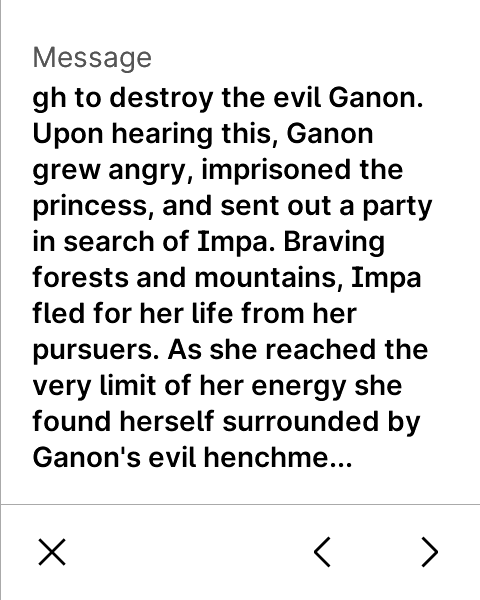 Message
gh to destroy the evil Ganon.
Upon hearing this, Ganon
grew angry, imprisoned the
princess, and sent out a party
in search of Impa. Braving
forests and mountains, Impa
fled for her life from her
pursuers. As she reached the
very limit of her energy she
found herself surrounded by
Ganon's evil henchme...